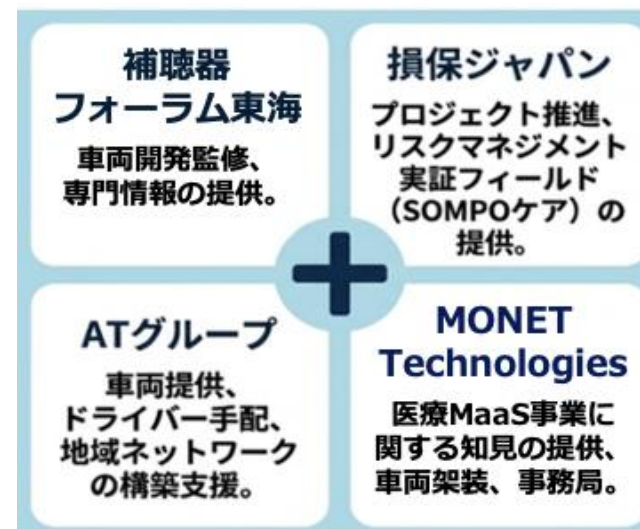 補聴器
フォーラム東海
車両開発監修、
専門情報の提供。
損保ジャパン
プロジェクト推進、
リスクマネジメント
実証フィールド
（SOMPOケア）の
提供。
ATグループ
車両提供、
ドライバー手配、
地域ネットワーク
の構築支援。
MONET
Technologies
医療MaaS事業に
関する知見の提供、
車両架装、事務局。